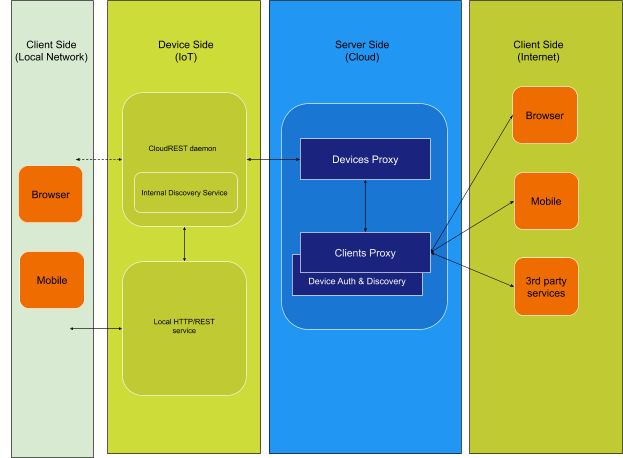 Client Side
(Local Network)
Browser
Mobile
Device Side
(IoT)
CloudREST daemon
Internal Discovery Service
Local HTTP/REST
service
Server Side
(Cloud)
Devices Proxy
Clients Proxy
Device Auth & Discovery
Client Side
(Internet)
Browser
Mobile
3rd party
services